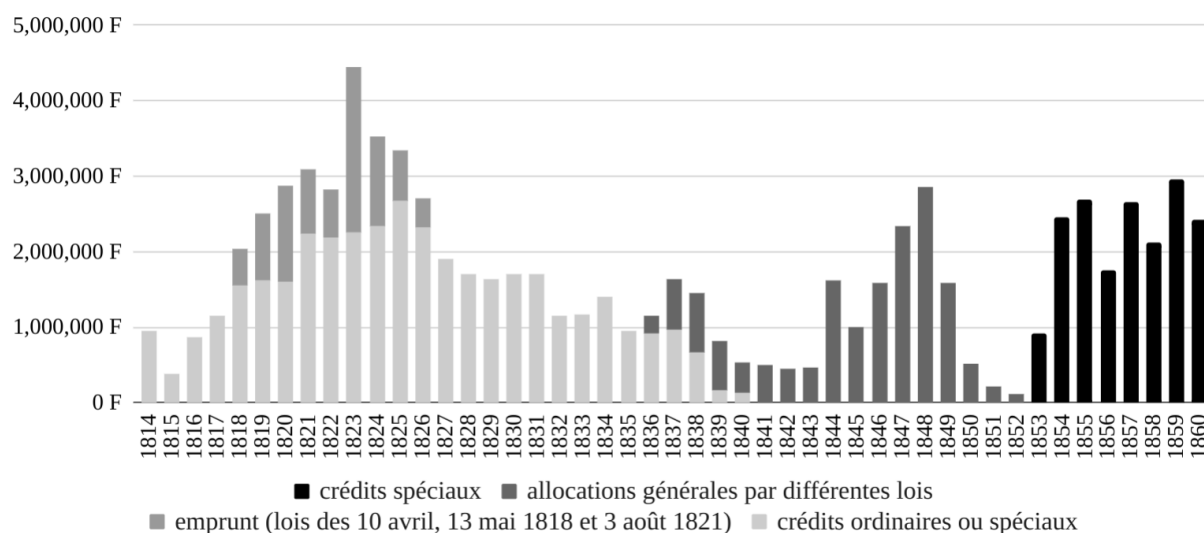 5,000,000 F
4,000,000 F
3,000,000 F
2,000,000 F
1,000,000 F
0 F
1814 1815 1816 1817 1818 1819 1820 1821 1822 1823 1824 1825 1826 1827 1828 1829 1830 1831 1832 1833 1834 1835 1836 1837 1838 1839 1840 1841 1842 1843 1844 1845 1846 1847 1848 1849 1850 1851 1852 1853 1854 1855 1856 1857 1858 1859 1860
crédits spéciaux allocations générales par différentes lois
emprunt (lois des 10 avril, 13 mai 1818 et 3 août 1821) crédits ordinaires ou spéciaux